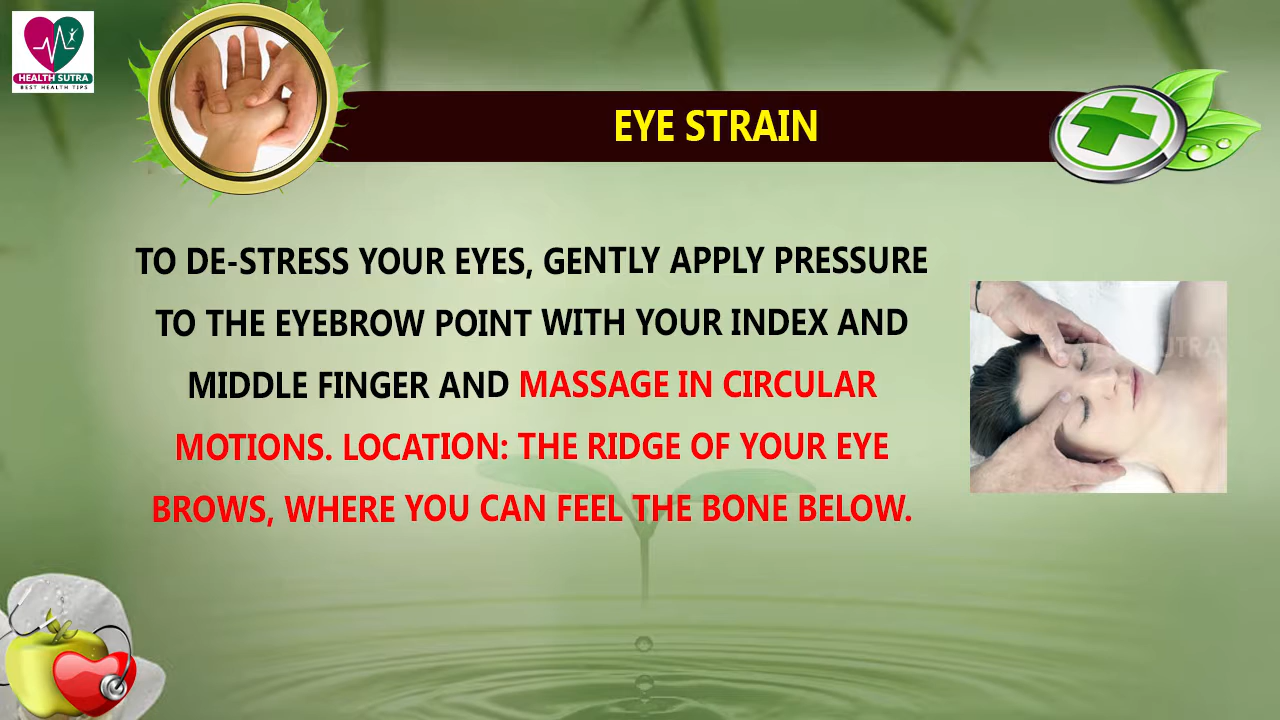 HEALTH SUTRA
BEST HEALTH TIPS
EYE STRAIN
TO DE-STRESS YOUR EYES, GENTLY APPLY PRESSURE
TO THE EYEBROW POINT WITH YOUR INDEX AND
MIDDLE FINGER AND MASSAGE IN CIRCULAR
MOTIONS. LOCATION: THE RIDGE OF YOUR EYE
BROWS, WHERE YOU CAN FEEL THE BONE BELOW.
HEALTH SUTRA